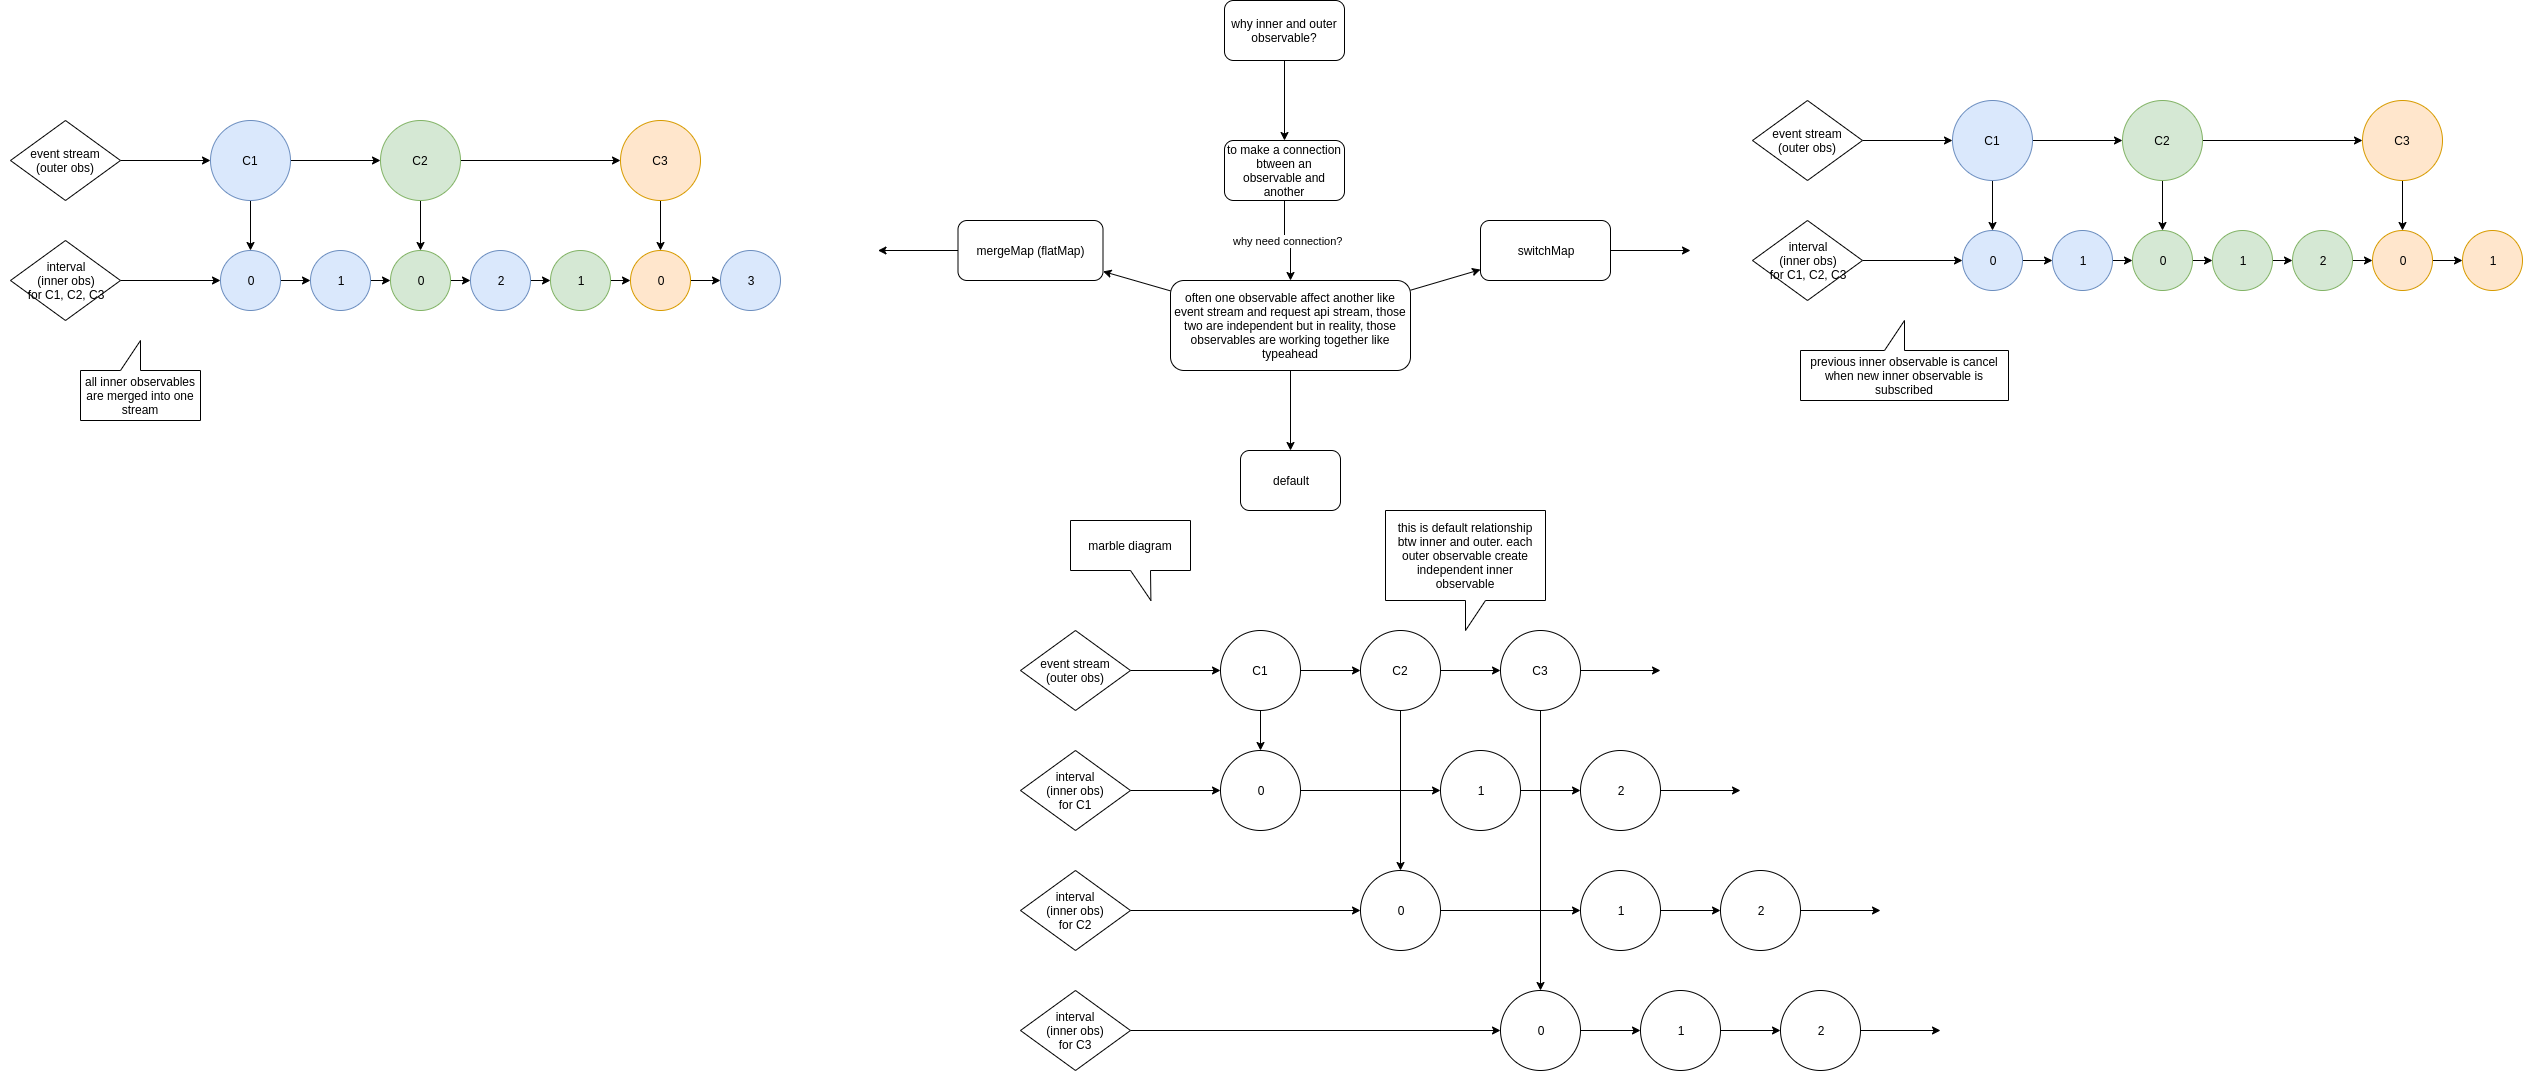 why inner and outer
observable?
to make a connection
btween an
observable and
another
why need connection?
often one observable affect another like
event stream and request api stream, those
two are independent but in reality, those
observables are working together like
typeahead
mergeMap (flatMap)
switchMap
default
event stream
(outer obs)
C1
C2
C3
interval
(inner obs)
for C1, C2, C3
0
1
0
2
1
0
3
all inner observables
are merged into one
stream
event stream
(outer obs)
C1
C2
C3
interval
(inner obs)
for C1, C2, C3
0
1
0
1
2
0
1
previous inner observable is cancel
when new inner observable is
subscribed
marble diagram
this is default relationship
btw inner and outer. each
outer observable create
independent inner
observable
event stream
(outer obs)
C1
C2
C3
interval
(inner obs)
for C1
0
1
2
interval
(inner obs)
for C2
0
1
2
interval
(inner obs)
for C3
0
1
2